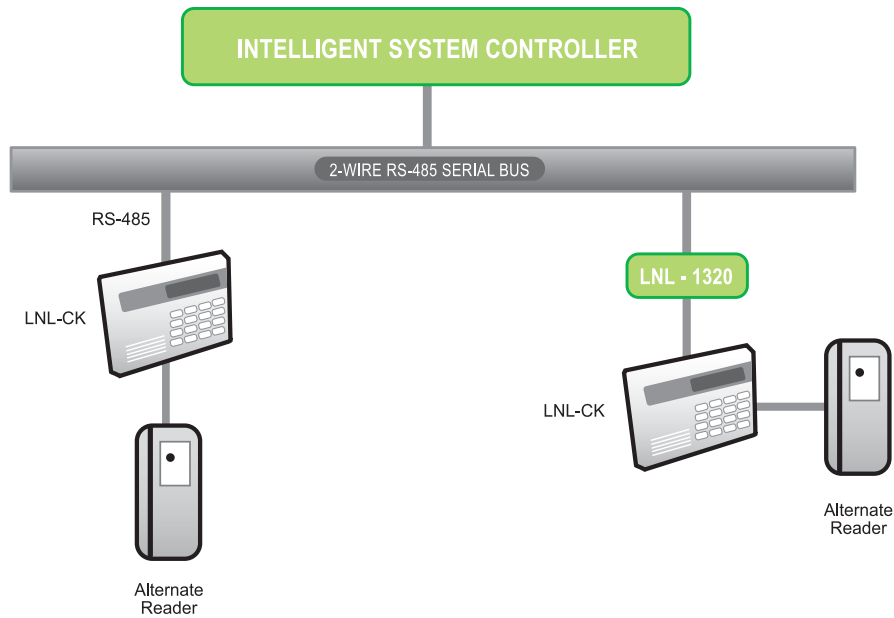 INTELLIGENT SYSTEM CONTROLLER
2-WIRE RS-485 SERIAL BUS
RS-485
LNL - 1320
LNL-CK
LNL-CK
Alternate
Reader
Alternate
Reader